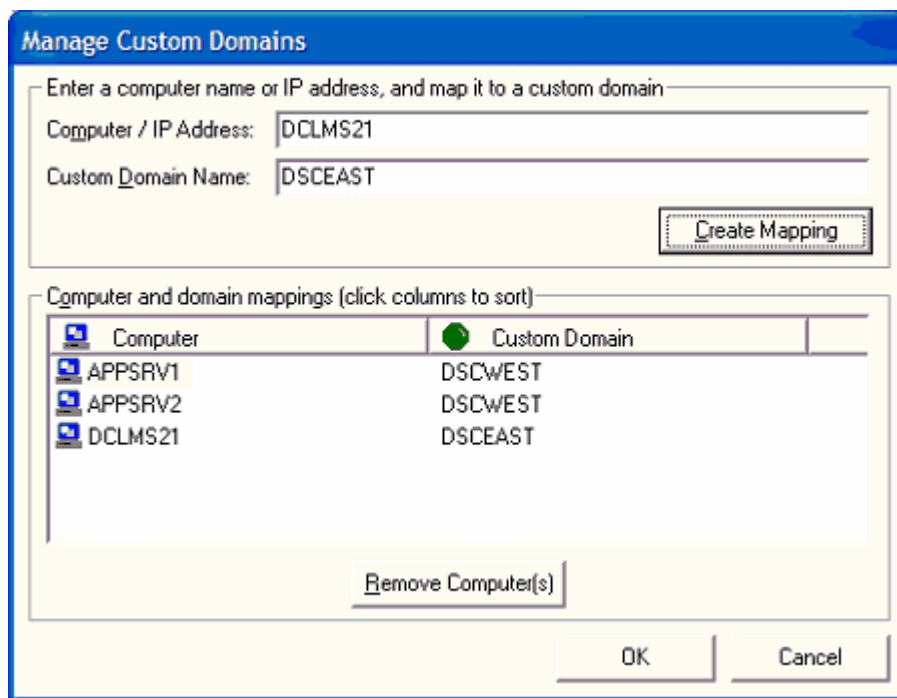 Manage Custom Domains
Enter a computer name or IP address, and map it to a custom domain
Computer / IP Address: DCLMS21
Custom Domain Name: DSCEAST
Create Mapping
Computer and domain mappings (click columns to sort)
Computer Custom Domain
APPSRV1 DSCWEST
APPSRV2 DSCWEST
DCLMS21 DSCEAST
Remove Computer(s)
OK Cancel